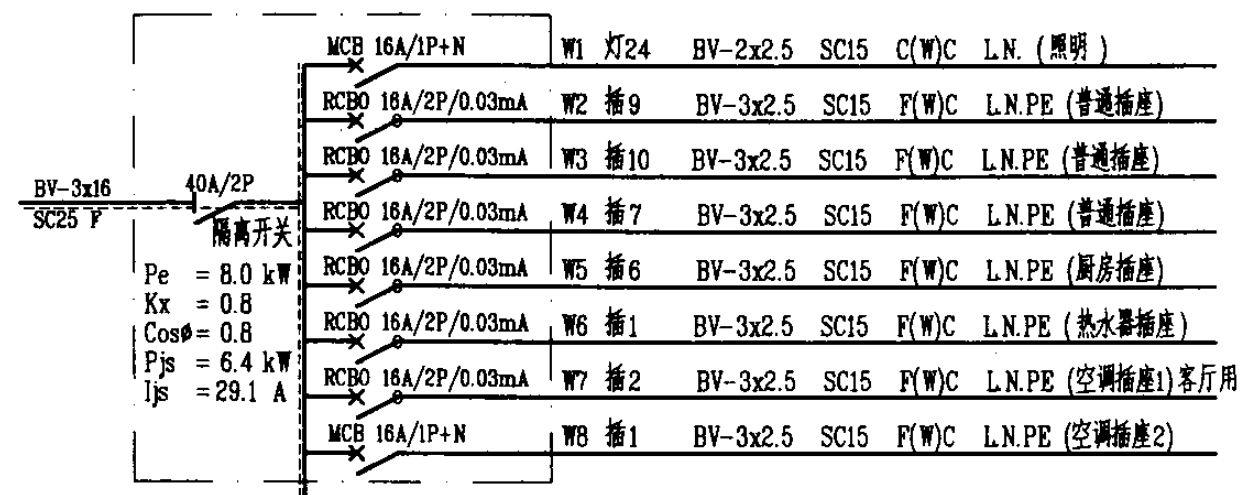 MCB 16A/1P+N W1 灯24 BV-2x2.5 SC15 C(W)C L.N. (照明)
RCBO 16A/2P/0.03mA W2 插9 BV-3x2.5 SC15 F(W)C L.N.PE (普通插座)
RCBO 16A/2P/0.03mA W3 插10 BV-3x2.5 SC15 F(W)C L.N.PE (普通插座)
BV-3x16
SC25 F
40A/2P
隔离开关
RCBO 16A/2P/0.03mA W4 插7 BV-3x2.5 SC15 F(W)C L.N.PE (普通插座)
RCBO 16A/2P/0.03mA W5 插6 BV-3x2.5 SC15 F(W)C L.N.PE (厨房插座)
RCBO 16A/2P/0.03mA W6 插1 BV-3x2.5 SC15 F(W)C L.N.PE (热水器插座)
RCBO 16A/2P/0.03mA W7 插2 BV-3x2.5 SC15 F(W)C L.N.PE (空调插座1)客厅用
MCB 16A/1P+N W8 插1 BV-3x2.5 SC15 F(W)C L.N.PE (空调插座2)
Pe = 8.0 kW
Kx = 0.8
Cosø= 0.8
Pjs = 6.4 kW
Ijs = 29.1 A